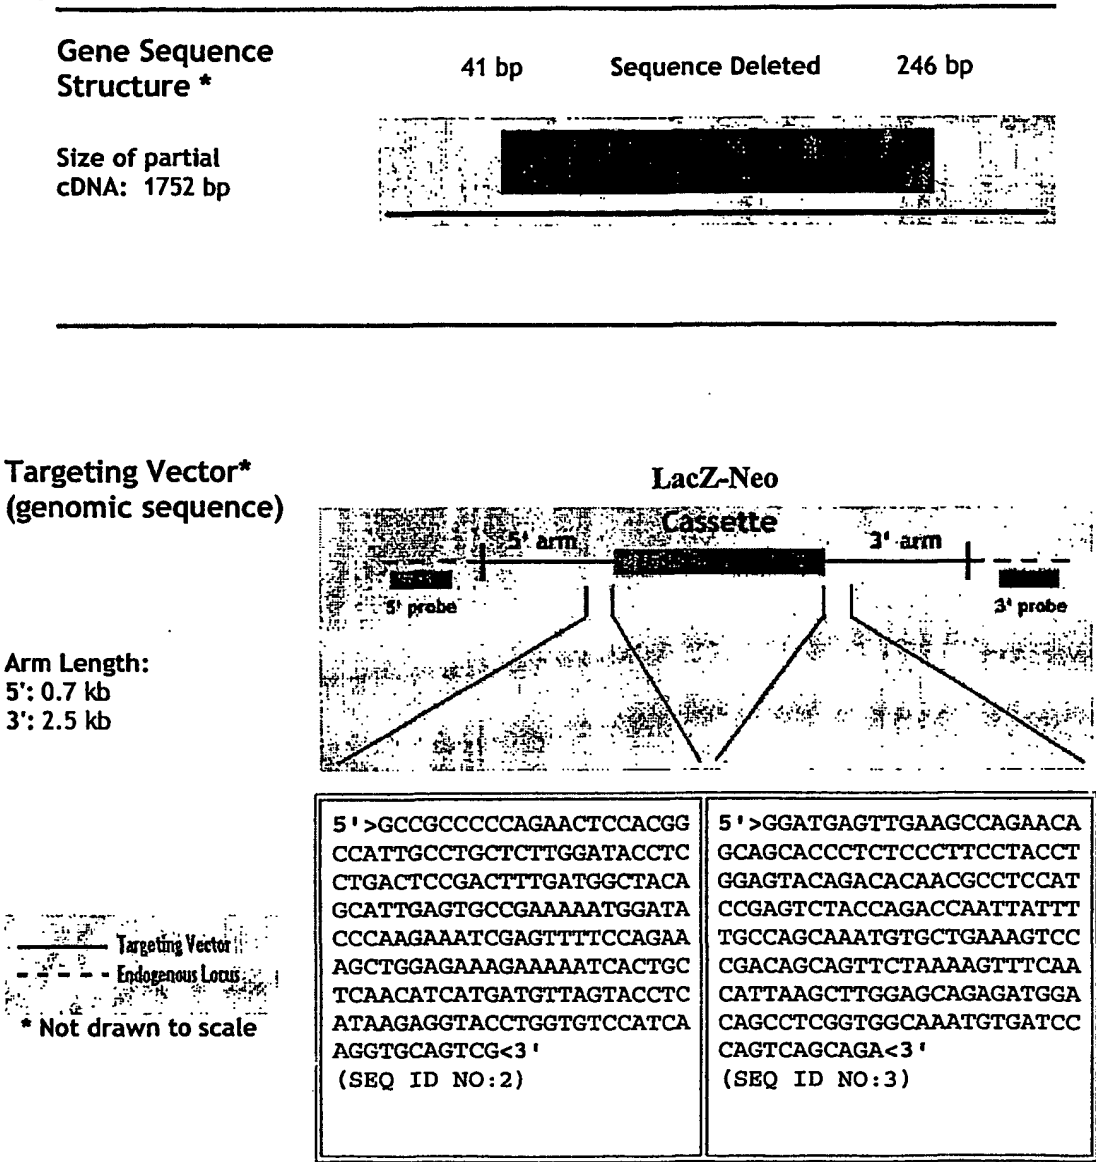 Gene Sequence
Structure *
41 bp Sequence Deleted 246 bp
Size of partial
cDNA: 1752 bp
Targeting Vector*
(genomic sequence)
LacZ-Neo
Cassette
5' arm 3' arm
5' probe 3' probe
Arm Length:
5': 0.7 kb
3': 2.5 kb
5'>GCCGCCCCCAGAACTCCACGG
CCATTGCCTGCTCTTGGATACCTC
CTGACTCCGACTTTGATGGCTACA
GCATTGAGTGCCGAAAAATGGATA
CCCAAGAAATCGAGTTTTCCAGAA
AGCTGGAGAAAGAAAAATCACTGC
TCAACATCATGATGTTAGTACCTC
ATAAGAGGTACCTGGTGTCCATCA
AGGTGCAGTCG<3'
(SEQ ID NO:2)
5'>GGATGAGTTGAAGCCAGAACA
GCAGCACCCTCTCCCTTCCTACCT
GGAGTACAGACACAACGCCTCCAT
CCGAGTCTACCAGACCAATTATTT
TGCCAGCAAATGTGCTGAAAGTCC
CGACAGCAGTTCTAAAAGTTTCAA
CATTAAGCTTGGAGCAGAGATGGA
CAGCCTCGGTGGCAAATGTGATCC
CAGTCAGCAGA<3'
(SEQ ID NO:3)
Targeting Vector
Endogenous Locus
* Not drawn to scale